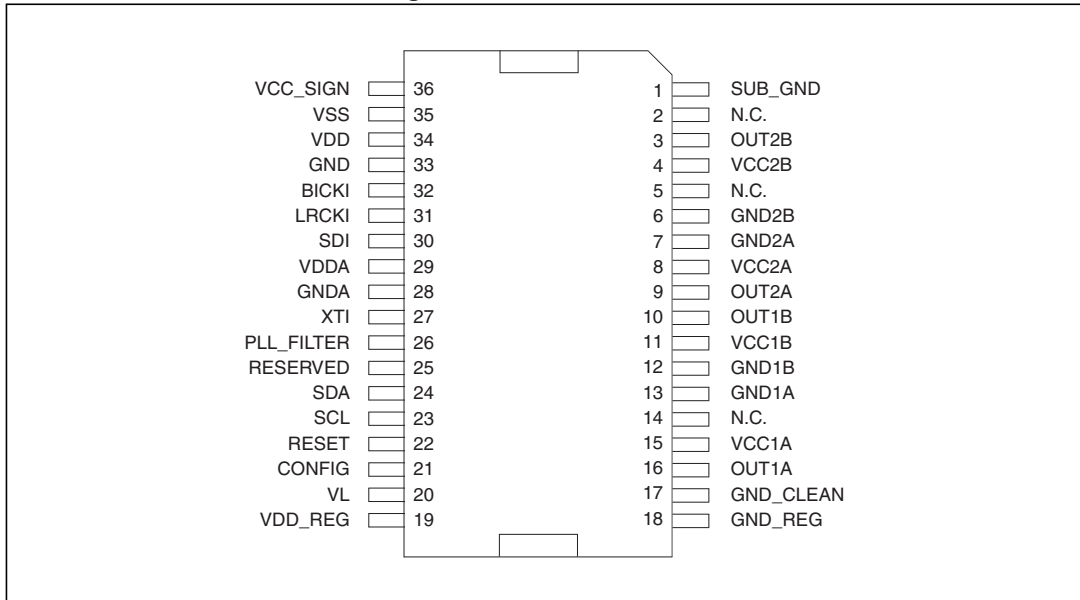 VCC_SIGN 36 1 SUB_GND
VSS 35 2 N.C.
VDD 34 3 OUT2B
GND 33 4 VCC2B
BICKI 32 5 N.C.
LRCKI 31 6 GND2B
SDI 30 7 GND2A
VDDA 29 8 VCC2A
GNDA 28 9 OUT2A
XTI 27 10 OUT1B
PLL_FILTER 26 11 VCC1B
RESERVED 25 12 GND1B
SDA 24 13 GND1A
SCL 23 14 N.C.
RESET 22 15 VCC1A
CONFIG 21 16 OUT1A
VL 20 17 GND_CLEAN
VDD_REG 19 18 GND_REG